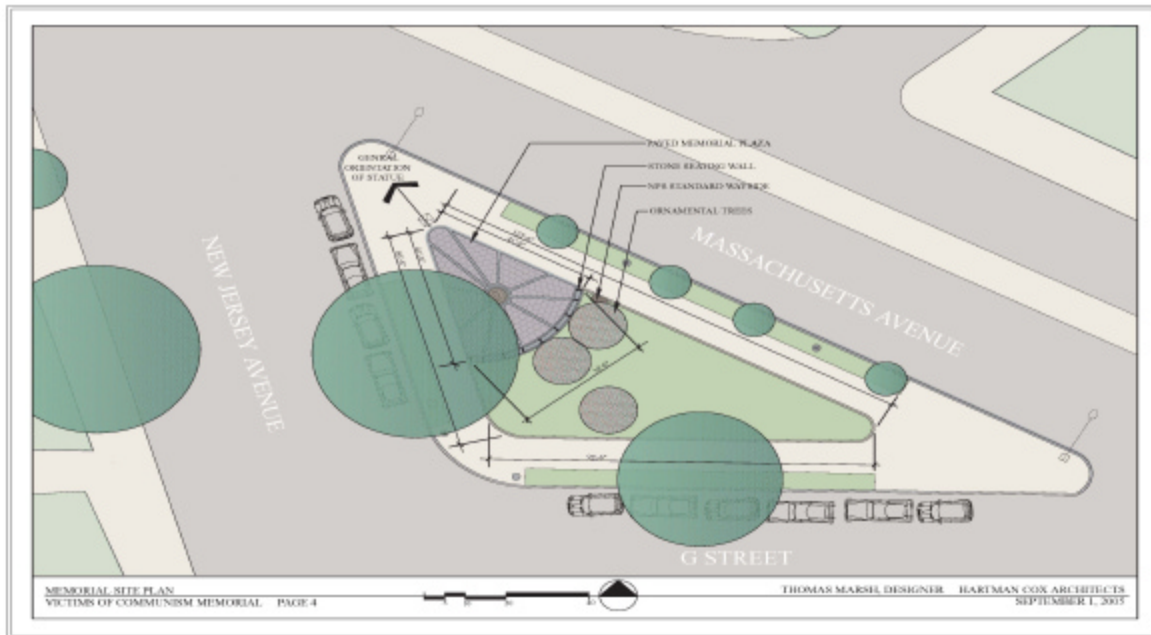 PAVED MEMORIAL PLAZA
GENERAL
ORIENTATION
OF STATUE
STONE SEATING WALL
NPS STANDARD WAYSIDE
ORNAMENTAL TREES
MASSACHUSETTS AVENUE
NEW JERSEY AVENUE
G STREET
MEMORIAL SITE PLAN
VICTIMS OF COMMUNISM MEMORIAL PAGE 4
THOMAS MARSH, DESIGNER HARTMAN COX ARCHITECTS
SEPTEMBER 1, 2005